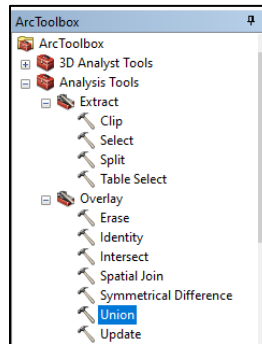 ArcToolbox
ArcToolbox
3D Analyst Tools
Analysis Tools
Extract
Clip
Select
Split
Table Select
Overlay
Erase
Identity
Intersect
Spatial Join
Symmetrical Difference
Union
Update